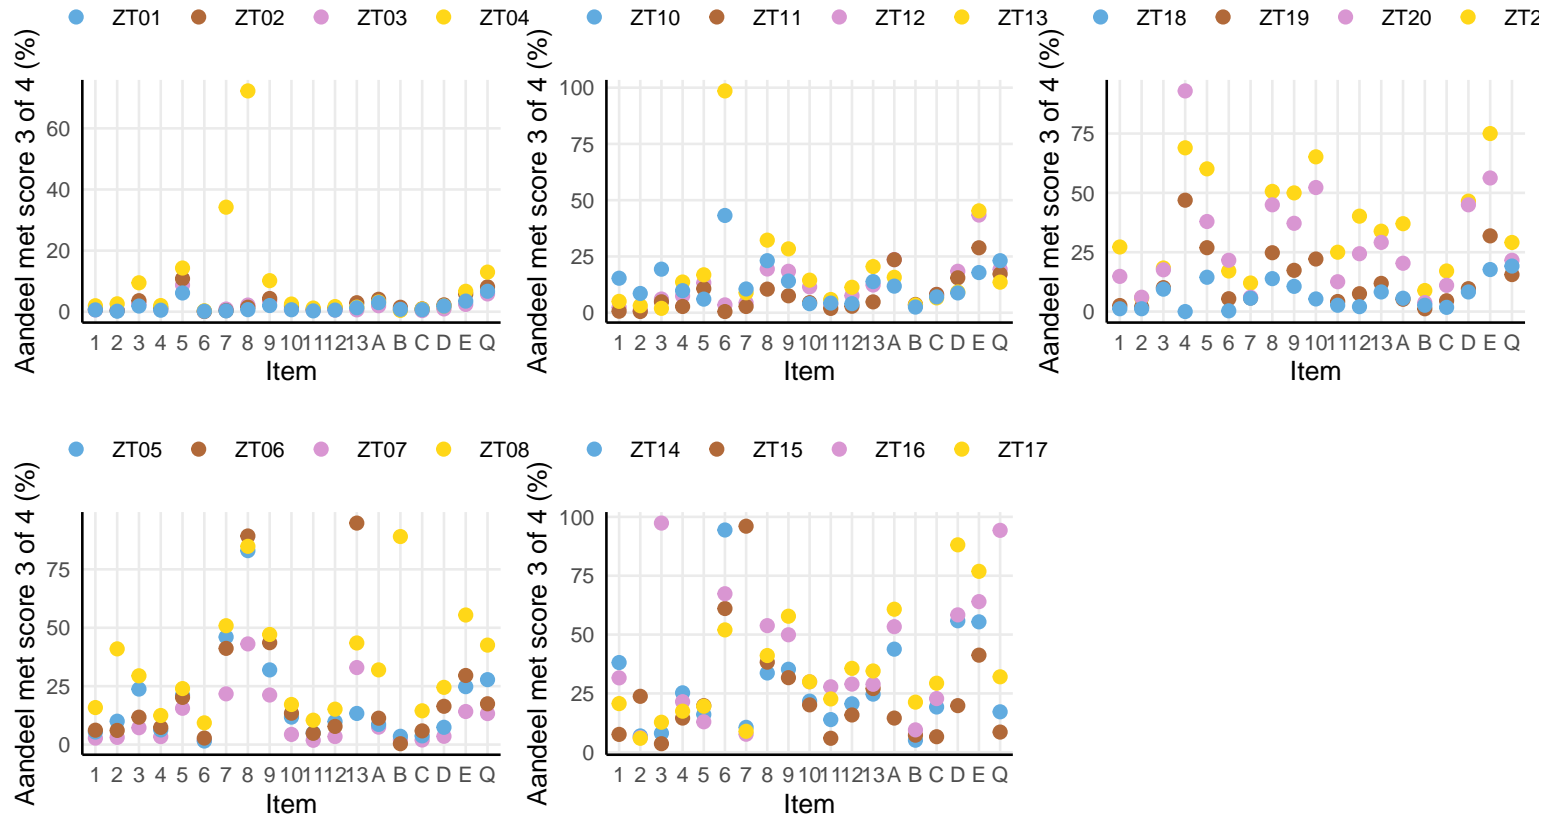 ZT01 ZT02 ZT03 ZT04
Aandeel met score 3 of 4 (%)
60
40
20
0
1 2 3 4 5 6 7 8 9 10 11 12 13 A B C D E Q
Item
ZT10 ZT11 ZT12 ZT13
Aandeel met score 3 of 4 (%)
100
75
50
25
0
1 2 3 4 5 6 7 8 9 10 11 12 13 A B C D E Q
Item
ZT18 ZT19 ZT20
Aandeel met score 3 of 4 (%)
75
50
25
0
1 2 3 4 5 6 7 8 9 10 11 12 13 A B C D E Q
Item
ZT05 ZT06 ZT07 ZT08
Aandeel met score 3 of 4 (%)
75
50
25
0
1 2 3 4 5 6 7 8 9 10 11 12 13 A B C D E Q
Item
ZT14 ZT15 ZT16 ZT17
Aandeel met score 3 of 4 (%)
100
75
50
25
0
1 2 3 4 5 6 7 8 9 10 11 12 13 A B C D E Q
Item